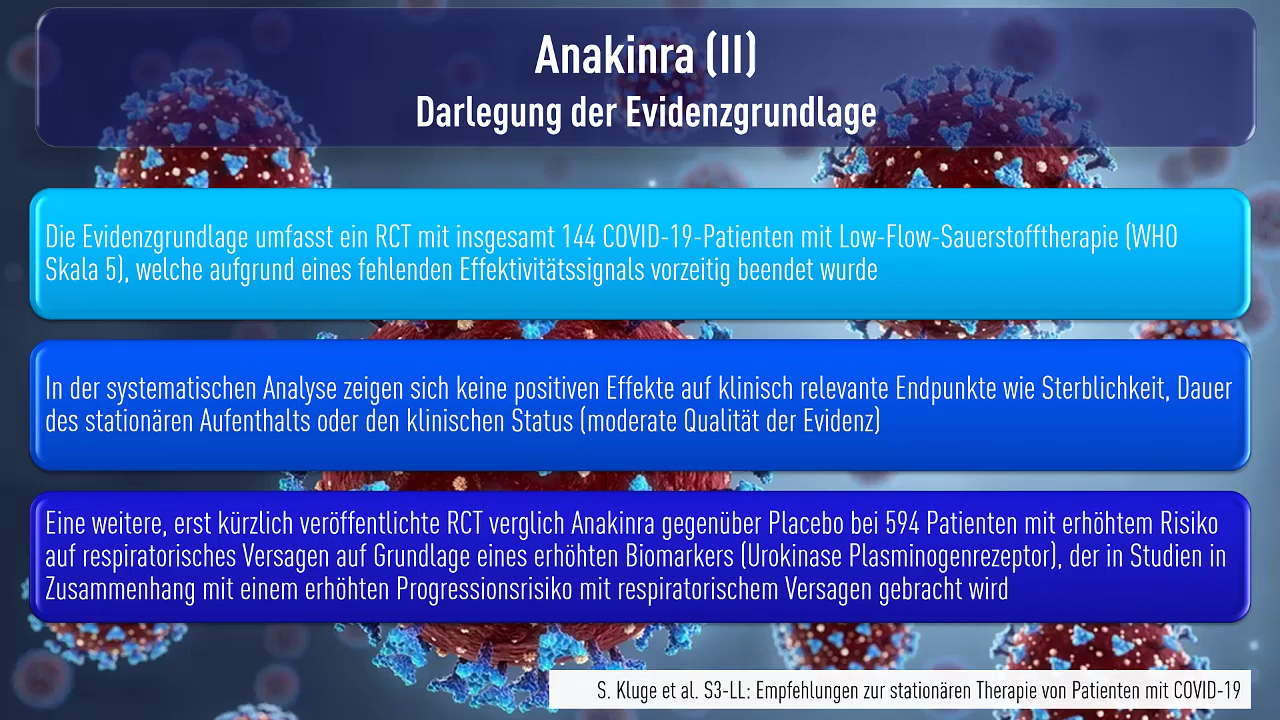 Anakinra (II)
Darlegung der Evidenzgrundlage
Die Evidenzgrundlage umfasst ein RCT mit insgesamt 144 COVID-19-Patienten mit Low-Flow-Sauerstofftherapie (WHO
Skala 5), welche aufgrund eines fehlenden Effektivitätssignals vorzeitig beendet wurde
In der systematischen Analyse zeigen sich keine positiven Effekte auf klinisch relevante Endpunkte wie Sterblichkeit, Dauer
des stationären Aufenthalts oder den klinischen Status (moderate Qualität der Evidenz)
Eine weitere, erst kürzlich veröffentlichte RCT verglich Anakinra gegenüber Placebo bei 594 Patienten mit erhöhtem Risiko
auf respiratorisches Versagen auf Grundlage eines erhöhten Biomarkers (Urokinase Plasminogenrezeptor), der in Studien in
Zusammenhang mit einem erhöhten Progressionsrisiko mit respiratorischem Versagen gebracht wird
S. Kluge et al. S3-LL: Empfehlungen zur stationären Therapie von Patienten mit COVID-19